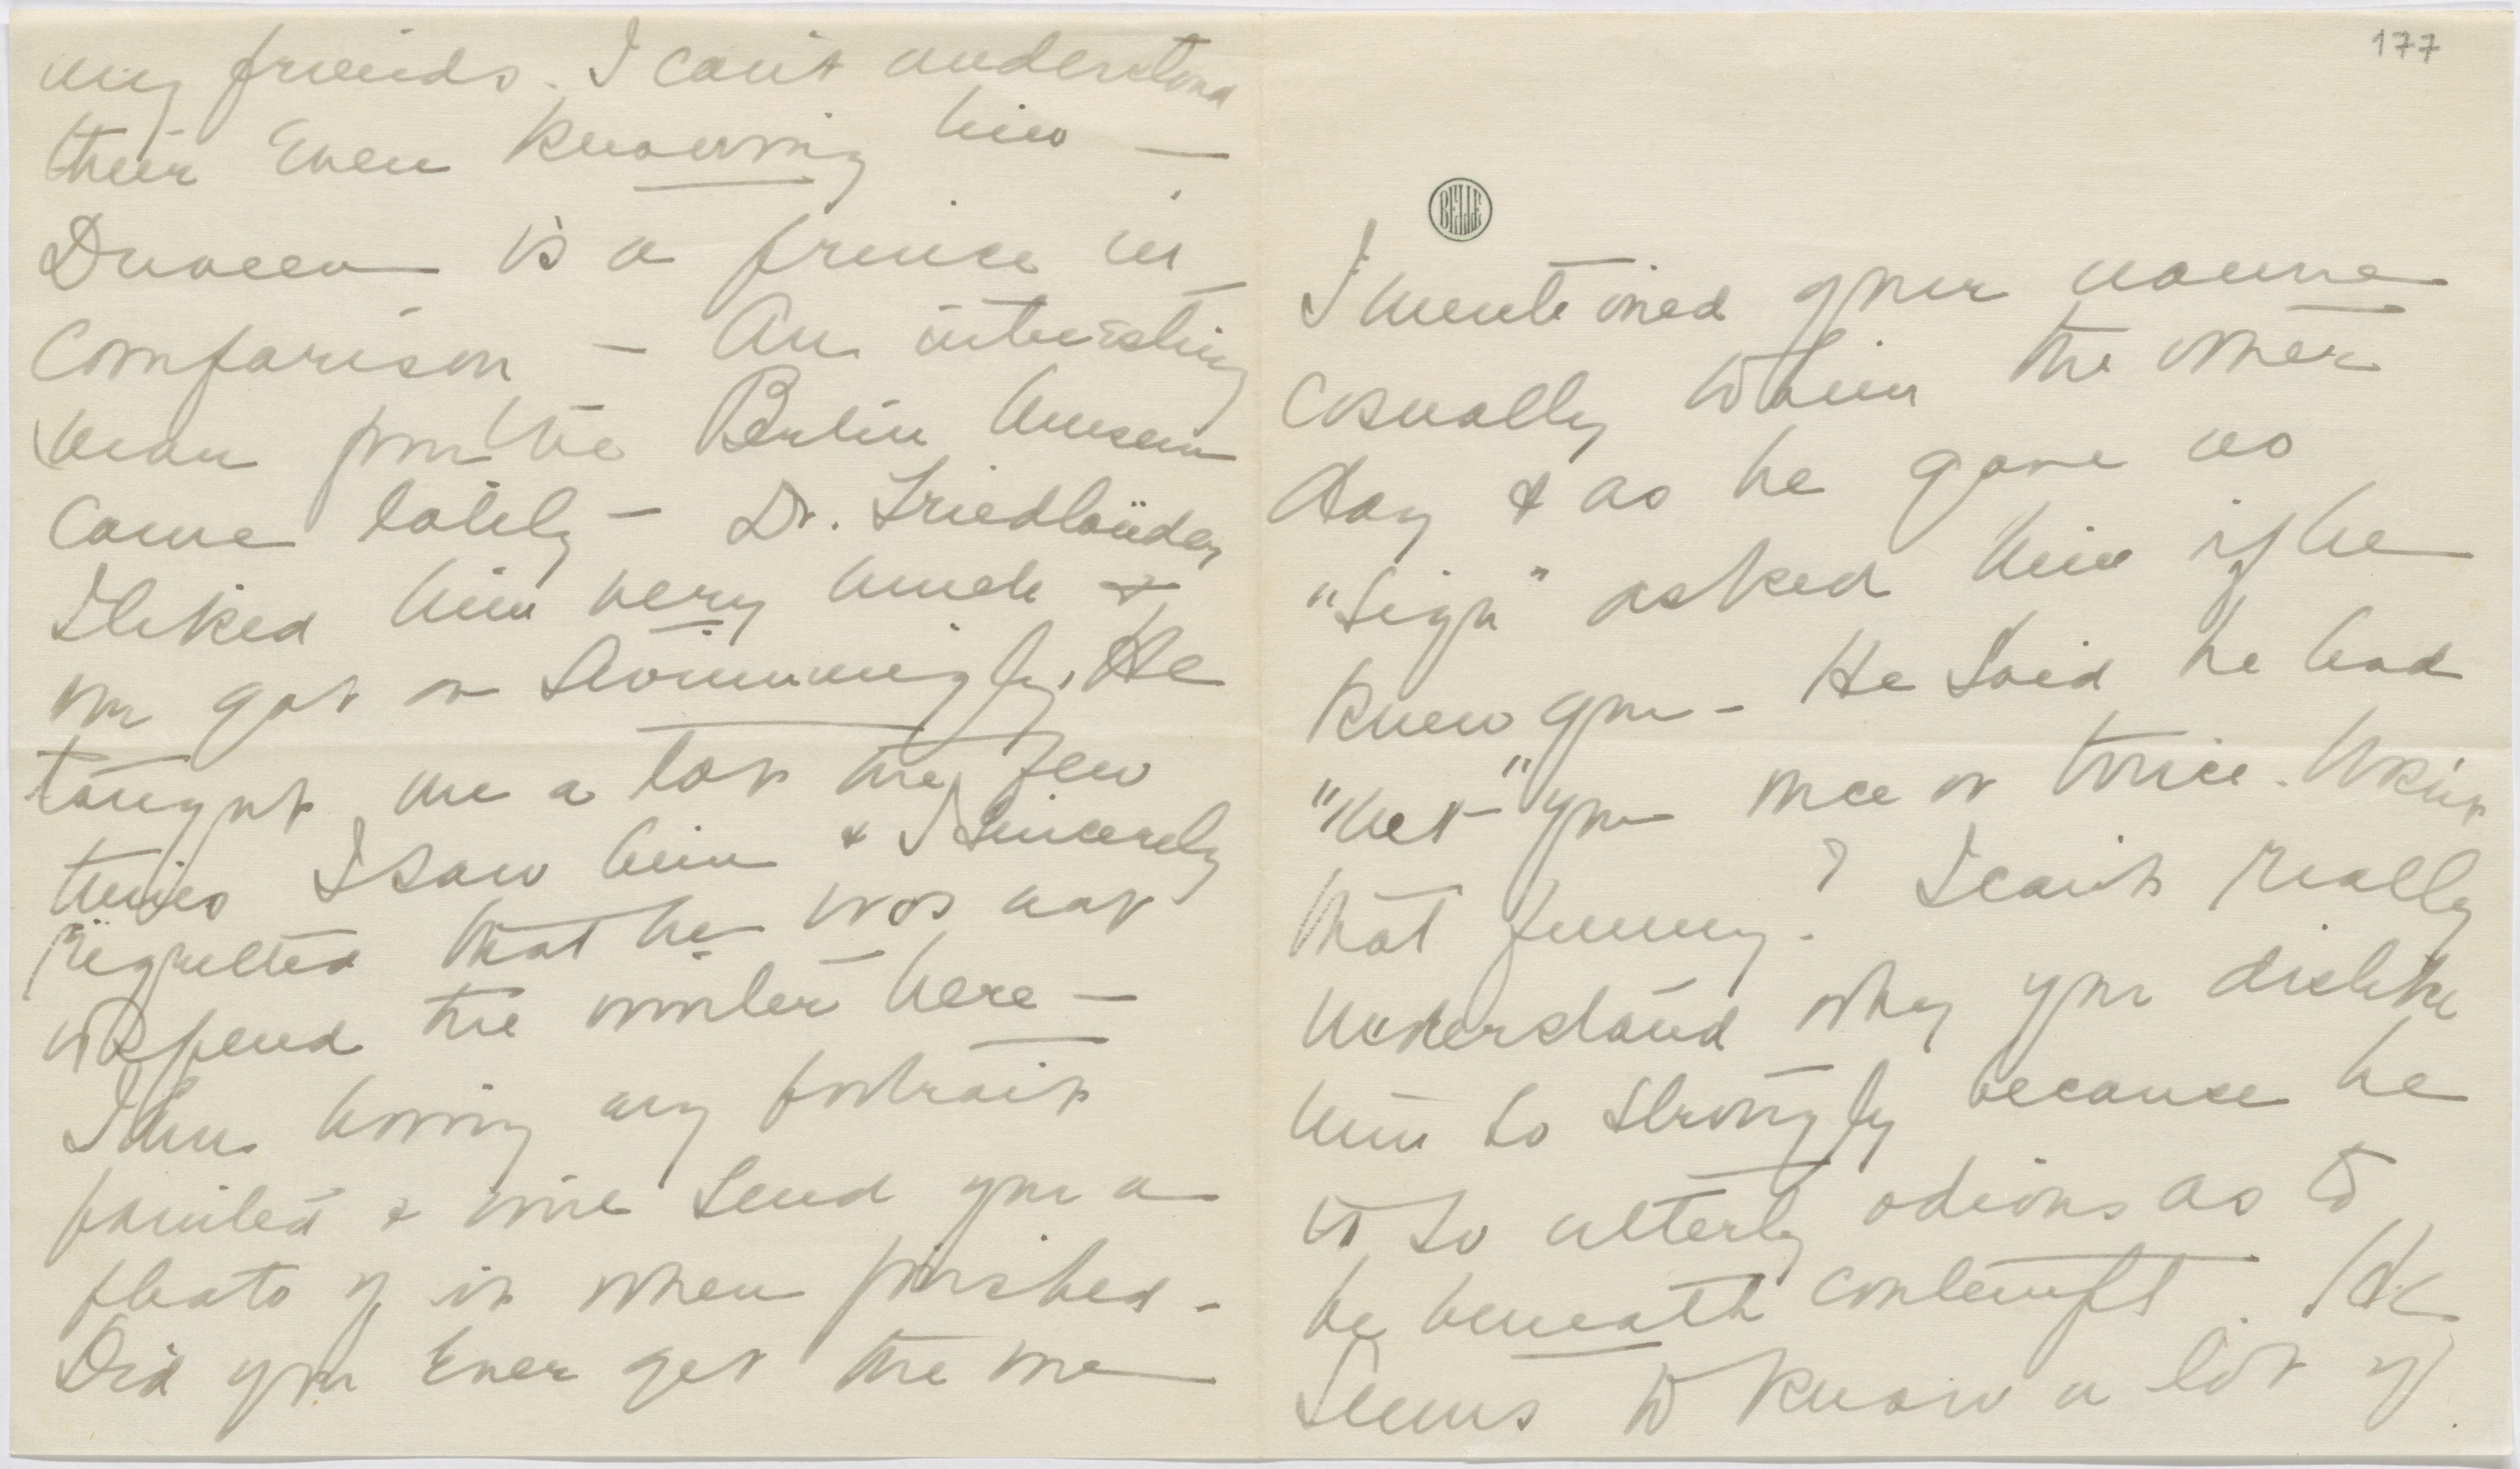 177
BELLE
I mentioned your name
casually to him the other
day & as he gave no
"sign" asked him if he
knew you - He said he had
"met" you once or twice. Wasn't
that funny? I can't really
understand why you dislike
him so strongly because he
is so utterly odious as to
be beneath contempt. He
seems to know a lot of
my friends. I can't understand
their even knowing him —
Duveen is a prince in
comparison — An interesting
man from the Berlin Museum
came lately — Dr. Friedländer
I liked him very much &
we got on swimmingly. He
taught me a lot the few
times I saw him & I sincerely
regretted that he was not
to spend the winter here —
I am having my portrait
painted & will send you a
photo of it when finished -
Did you ever get the one